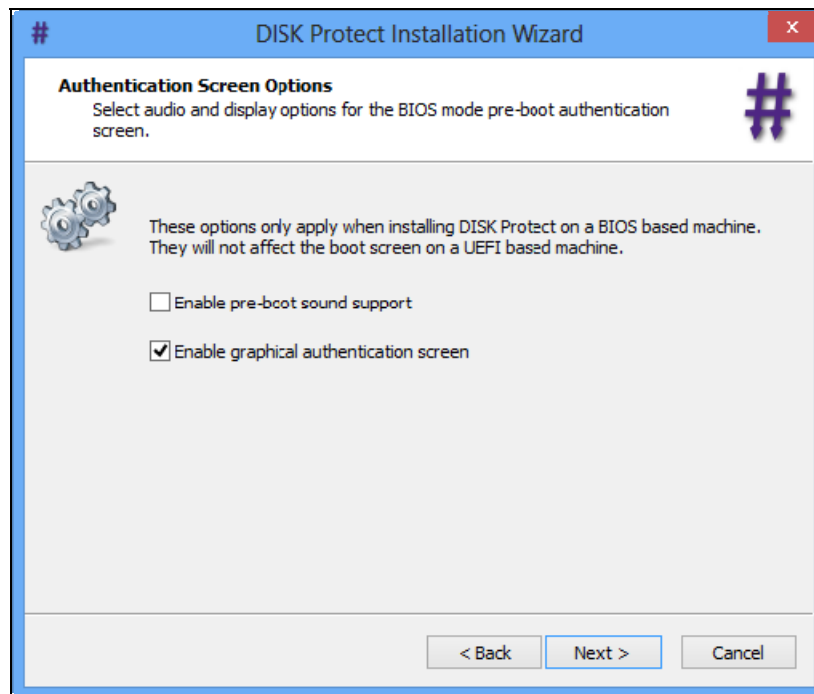 #
DISK Protect Installation Wizard
x
Authentication Screen Options
Select audio and display options for the BIOS mode pre-boot authentication
screen.
#
These options only apply when installing DISK Protect on a BIOS based machine.
They will not affect the boot screen on a UEFI based machine.
Enable pre-boot sound support
Enable graphical authentication screen
< Back
Next >
Cancel